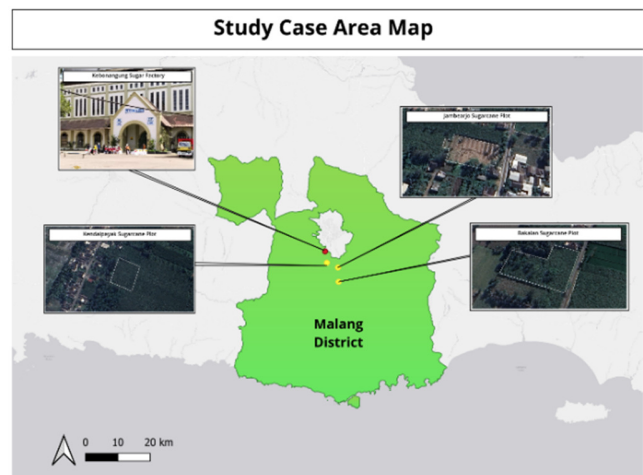 Study Case Area Map
Kebonangung Sugar Factory
Jambearjo Sugarcane Plot
Kendalpayak Sugarcane Plot
Bakalan Sugarcane Plot
Malang
District
0 10 20 km